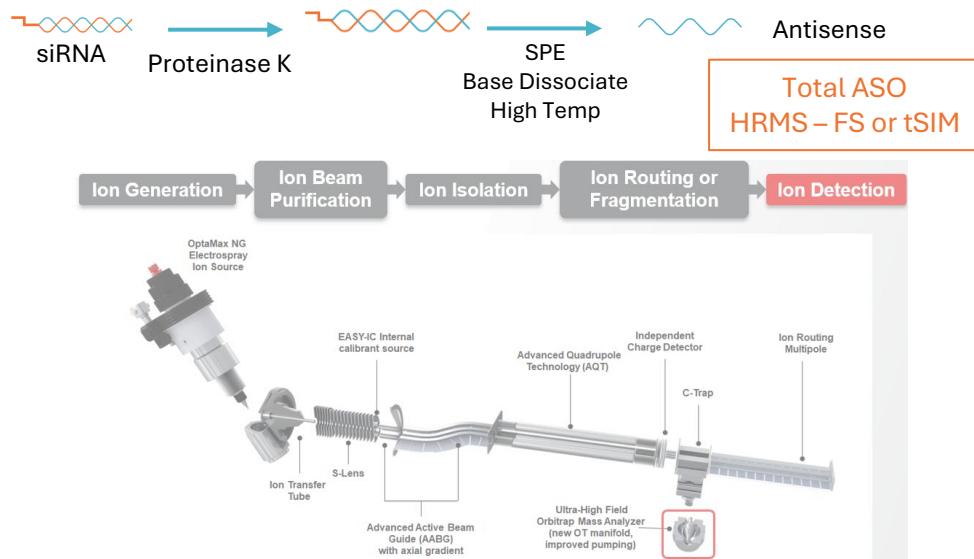 siRNA
Proteinase K
SPE
Base Dissociate
High Temp
Antisense
Total ASO
HRMS – FS or tSIM
Ion Generation
Ion Beam
Purification
Ion Isolation
Ion Routing or
Fragmentation
Ion Detection
OptaMax NG
Electrospray
Ion Source
EASY-IC Internal
calibrant source
Advanced Quadrupole
Technology (AQT)
Independent
Charge Detector
C-Trap
Ion Routing
Multipole
Ion Transfer
Tube
S-Lens
Advanced Active Beam
Guide (AABG)
with axial gradient
Ultra-High Field
Orbitrap Mass Analyzer
(new OT manifold,
improved pumping)